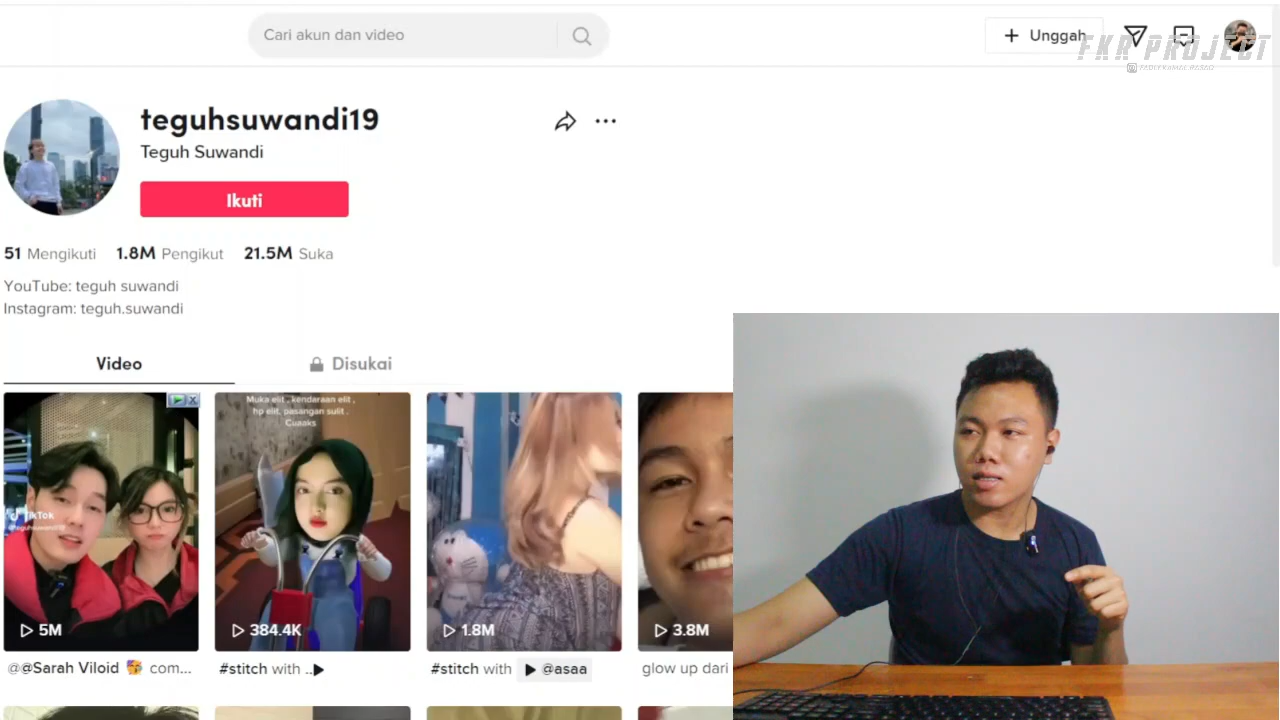 Cari akun dan video
Unggah
FKR PROJECT
teguhsuwandi19
Teguh Suwandi
Ikuti
51 Mengikuti 1.8M Pengikut 21.5M Suka
YouTube: teguh suwandi
Instagram: teguh.suwandi
Video Disukai
TikTok
5M
Muka elit , kendaraan elit ,
hp elit, pasangan sulit .
Cuaaks
384.4K
1.8M
3.8M
@@Sarah Viloid 🥳 com...
#stitch with ..
#stitch with @asaa
glow up dari